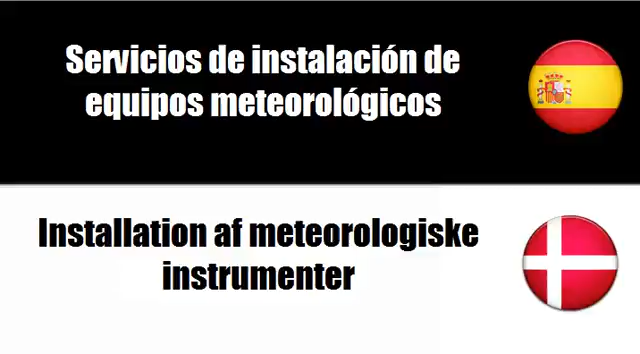 Servicios de instalación de
equipos meteorológicos
Installation af meteorologiske
instrumenter